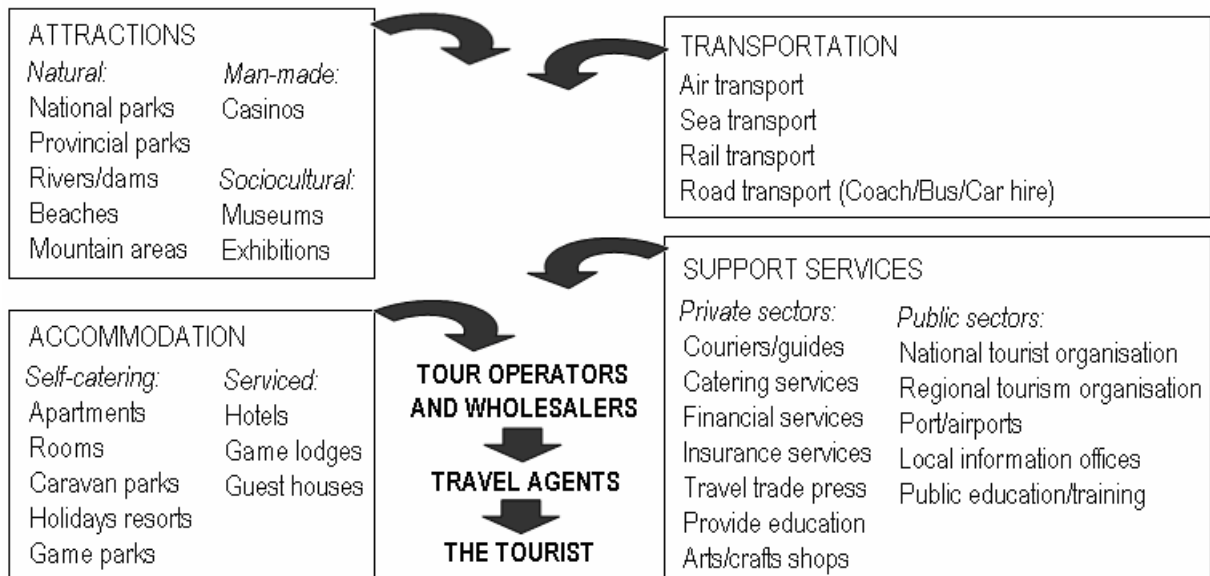 ATTRACTIONS
Natural:
National parks
Provincial parks
Rivers/dams
Beaches
Mountain areas
Man-made:
Casinos
Sociocultural:
Museums
Exhibitions
TRANSPORTATION
Air transport
Sea transport
Rail transport
Road transport (Coach/Bus/Car hire)
ACCOMMODATION
Self-catering:
Apartments
Rooms
Caravan parks
Holidays resorts
Game parks
Serviced:
Hotels
Game lodges
Guest houses
SUPPORT SERVICES
Private sectors:
Couriers/guides
Catering services
Financial services
Insurance services
Travel trade press
Provide education
Arts/crafts shops
Public sectors:
National tourist organisation
Regional tourism organisation
Port/airports
Local information offices
Public education/training
TOUR OPERATORS
AND WHOLESALERS
TRAVEL AGENTS
THE TOURIST